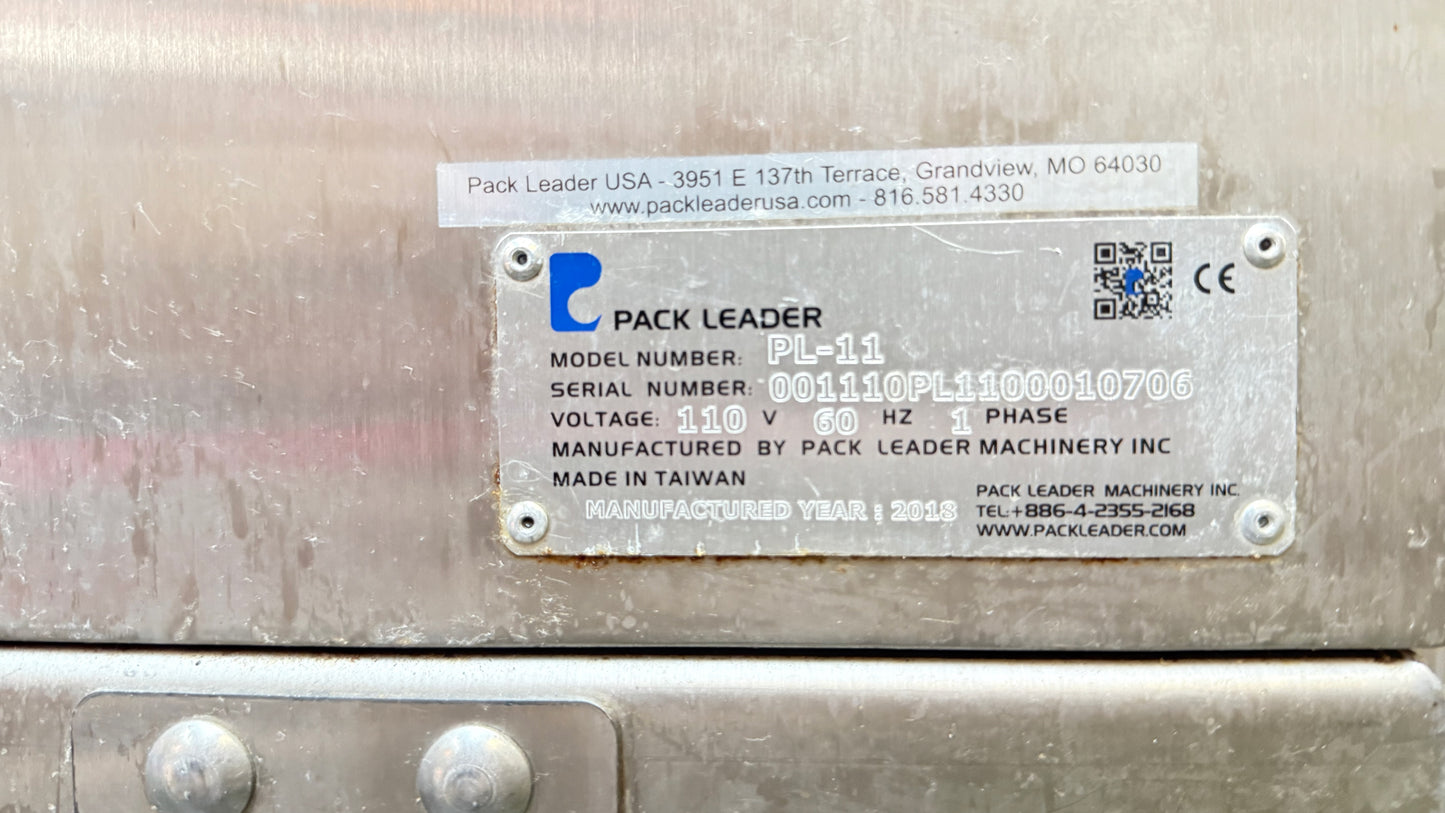 Pack Leader USA - 3951 E 137th Terrace, Grandview, MO 64030
www.packleaderusa.com - 816.581.4330
PACK LEADER
CE
MODEL NUMBER: PL-11
SERIAL NUMBER: 001110PL1100010706
VOLTAGE: 110 V 60 HZ 1 PHASE
MANUFACTURED BY PACK LEADER MACHINERY INC
MADE IN TAIWAN
MANUFACTURED YEAR : 2018
PACK LEADER MACHINERY INC.
TEL:+886-4-2355-2168
WWW.PACKLEADER.COM